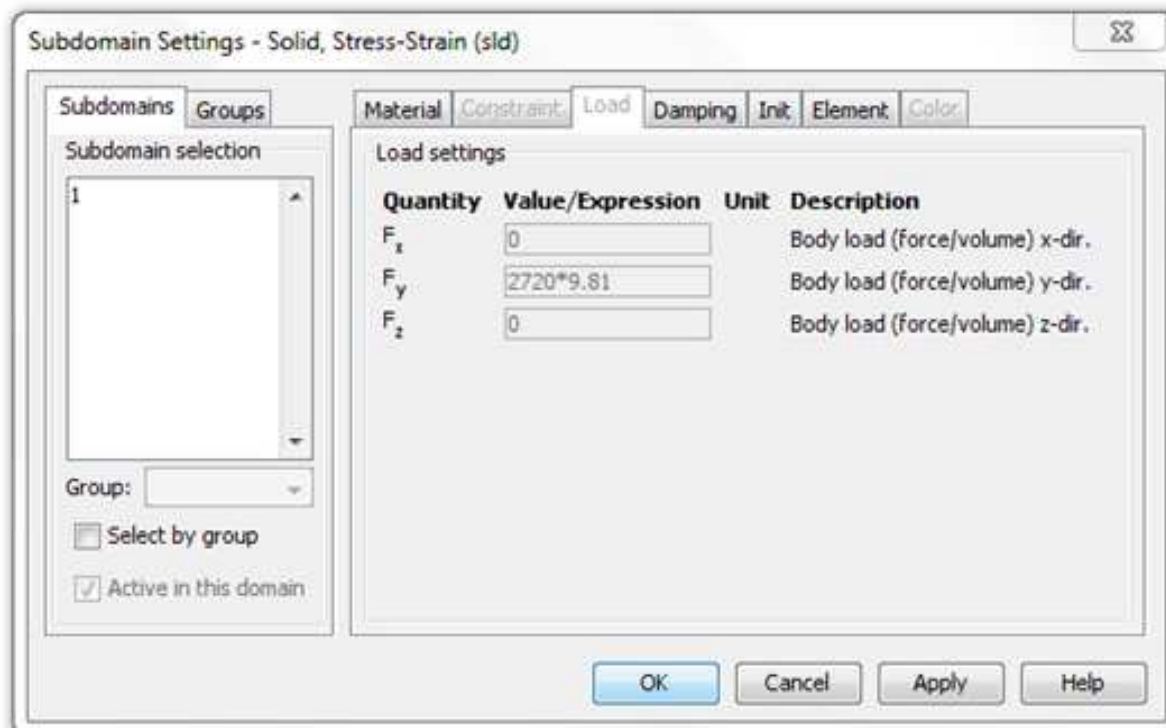 Subdomain Settings - Solid, Stress-Strain (sld)
Subdomains Groups
Material Constraint Load Damping Init Element Color
Subdomain selection
Load settings
1
Quantity Value/Expression Unit Description
Fx 0 Body load (force/volume) x-dir.
Fy 2720*9.81 Body load (force/volume) y-dir.
Fz 0 Body load (force/volume) z-dir.
Group:
Select by group
Active in this domain
OK Cancel Apply Help